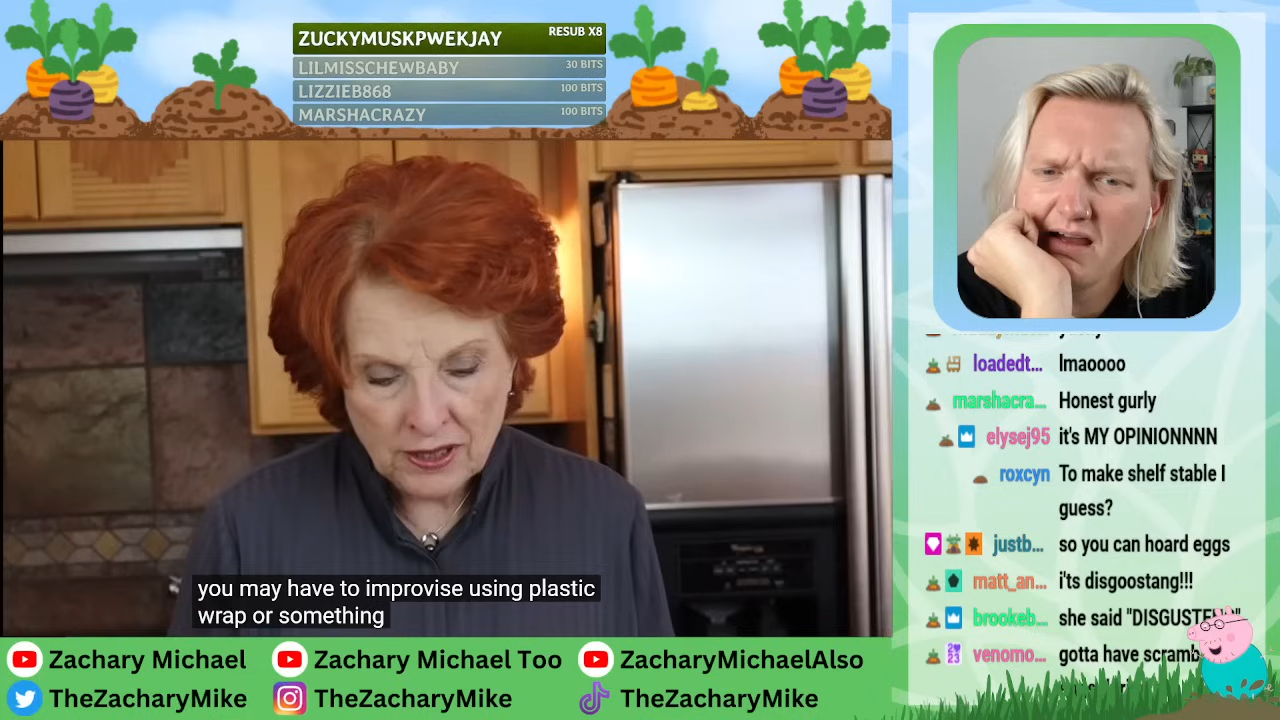 ZUCKYMUSKPWEKJAY RESUB X8
LILMISSCHEWBABY 30 BITS
LIZZIEB868 100 BITS
MARSHACRAZY 100 BITS
you may have to improvise using plastic
wrap or something
loadedt... lmaoooo
marshacra... Honest gurly
elysej95 it's MY OPINIONNNN
roxcyn To make shelf stable I
guess?
justb... so you can hoard eggs
matt_an... i'ts disgoostang!!!
brookeb... she said
venomo... gotta have
Zachary Michael Zachary Michael Too ZacharyMichaelAlso
TheZacharyMike TheZacharyMike TheZacharyMike